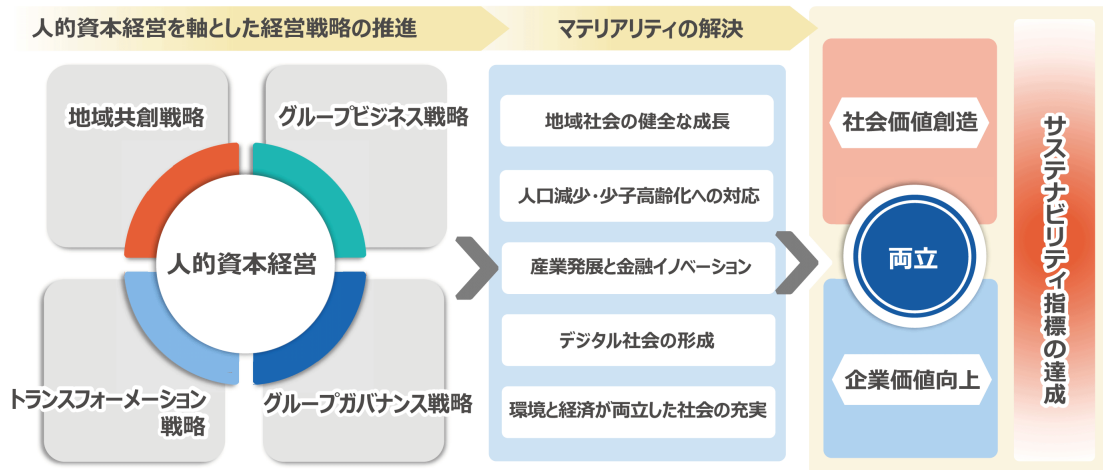 人的資本経営を軸とした経営戦略の推進
マテリアリティの解決
地域共創戦略
グループビジネス戦略
人的資本経営
トランスフォーメーション
戦略
グループガバナンス戦略
地域社会の健全な成長
人口減少・少子高齢化への対応
産業発展と金融イノベーション
デジタル社会の形成
環境と経済が両立した社会の充実
社会価値創造
両立
企業価値向上
サステナビリティ指標の達成